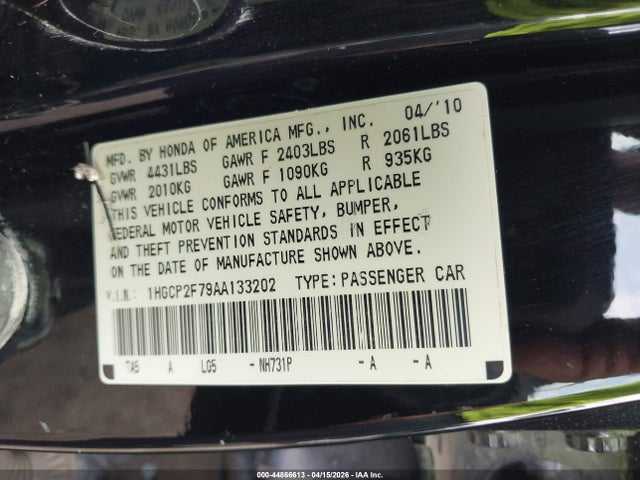 04/'10
MFD. BY HONDA OF AMERICA MFG., INC.
GVWR 4431LBS GAWR F 2403LBS R 2061LBS
GVWR 2010KG GAWR F 1090KG R 935KG
THIS VEHICLE CONFORMS TO ALL APPLICABLE
FEDERAL MOTOR VEHICLE SAFETY, BUMPER,
AND THEFT PREVENTION STANDARDS IN EFFECT
ON THE DATE OF MANUFACTURE SHOWN ABOVE.
V.I.N.: 1HGCP2F79AA133202 TYPE:PASSENGER CAR
TA5 A LG5 -NH731P -A -A
000-44866613 - 04/15/2026 - IAA Inc.